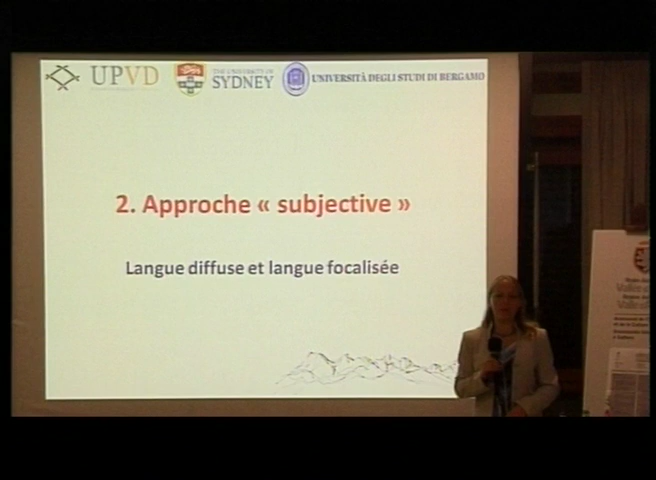 UPVD
THE UNIVERSITY OF
SYDNEY
UNIVERSITÀ DEGLI STUDI DI BERGAMO
2. Approche « subjective »
Langue diffuse et langue focalisée